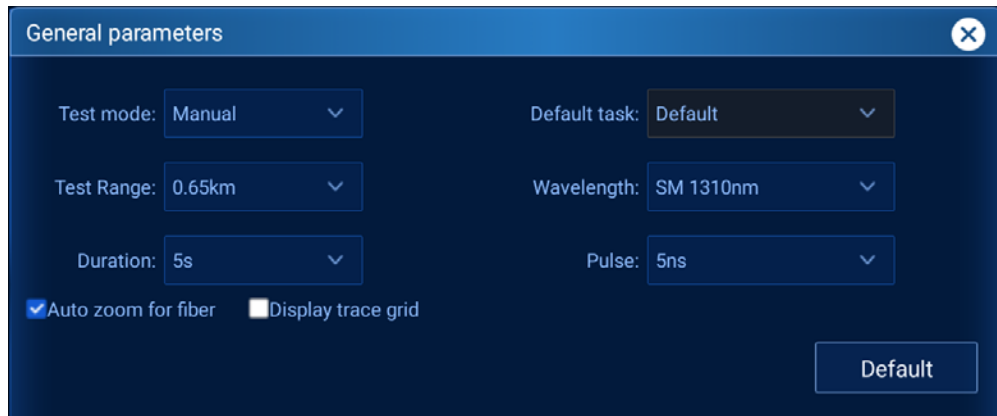 General parameters
Test mode: Manual
Default task: Default
Test Range: 0.65km
Wavelength: SM 1310nm
Duration: 5s
Pulse: 5ns
Auto zoom for fiber
Display trace grid
Default